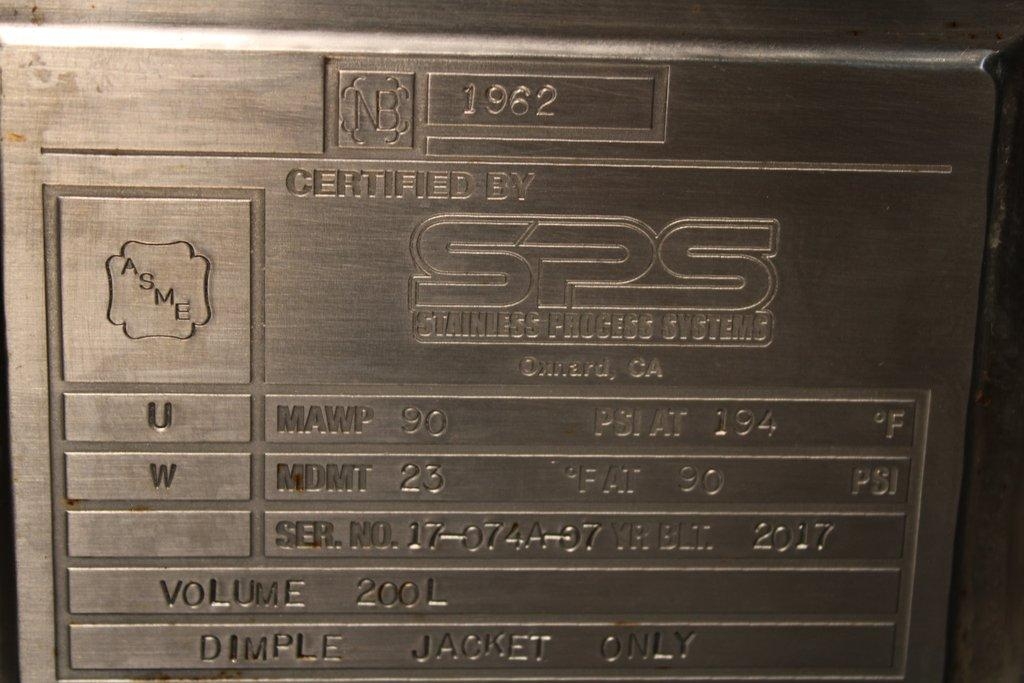 NB 1962
CERTIFIED BY
ASME
SPS
STAINLESS PROCESS SYSTEMS
Oxnard, CA
U MAWP 90 PSI AT 194 °F
W MDMT 23 °F AT 90 PSI
SER. NO. 17-074A-07 YR BLT. 2017
VOLUME 200L
DIMPLE JACKET ONLY